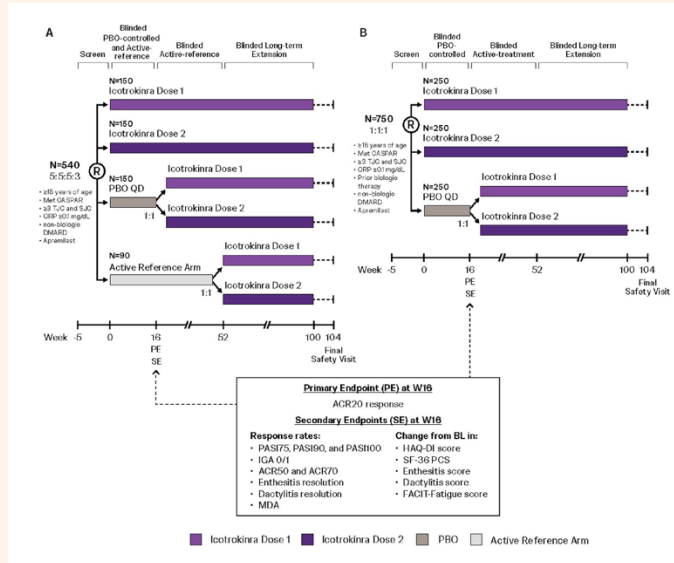 A
Screen
Blinded
PBO-controlled
and Active-
reference
Blinded
Active-reference
Blinded Long-term
Extension
N=150
Icotrokinra Dose 1
N=150
Icotrokinra Dose 2
N=540
5:5:5:3
R
• ≥18 years of age
• Met CASPAR
• ≥3 TJC and SJC
• CRP ≥0.1 mg/dL
• non-biologic
DMARD
• Apremilast
N=150
PBO QD
1:1
Icotrokinra Dose 1
Icotrokinra Dose 2
N=90
Active Reference Arm
1:1
Icotrokinra Dose 1
Icotrokinra Dose 2
Week -5 0 16 52 100 104
PE
SE
Final
Safety Visit
B
Screen
Blinded
PBO-
controlled
Blinded
Active-treatment
Blinded Long-term
Extension
N=250
Icotrokinra Dose 1
N=750
1:1:1
R
• ≥18 years of age
• Met CASPAR
• ≥3 TJC and SJC
• CRP ≥0.1 mg/dL
• Prior biologic
therapy
• non-biologic
DMARD
• Apremilast
N=250
Icotrokinra Dose 2
N=250
PBO QD
1:1
Icotrokinra Dose 1
Icotrokinra Dose 2
-5 0 16 52 100 104
PE
SE
Final
Safety Visit
Primary Endpoint (PE) at W16
ACR20 response
Secondary Endpoints (SE) at W16
Response rates:
• PASI75, PASI90, and PASI100
• IGA 0/1
• ACR50 and ACR70
• Enthesitis resolution
• Dactylitis resolution
• MDA
Change from BL in:
• HAQ-DI score
• SF-36 PCS
• Enthesitis score
• Dactylitis score
• FACIT-Fatigue score
Icotrokinra Dose 1
Icotrokinra Dose 2
PBO
Active Reference Arm